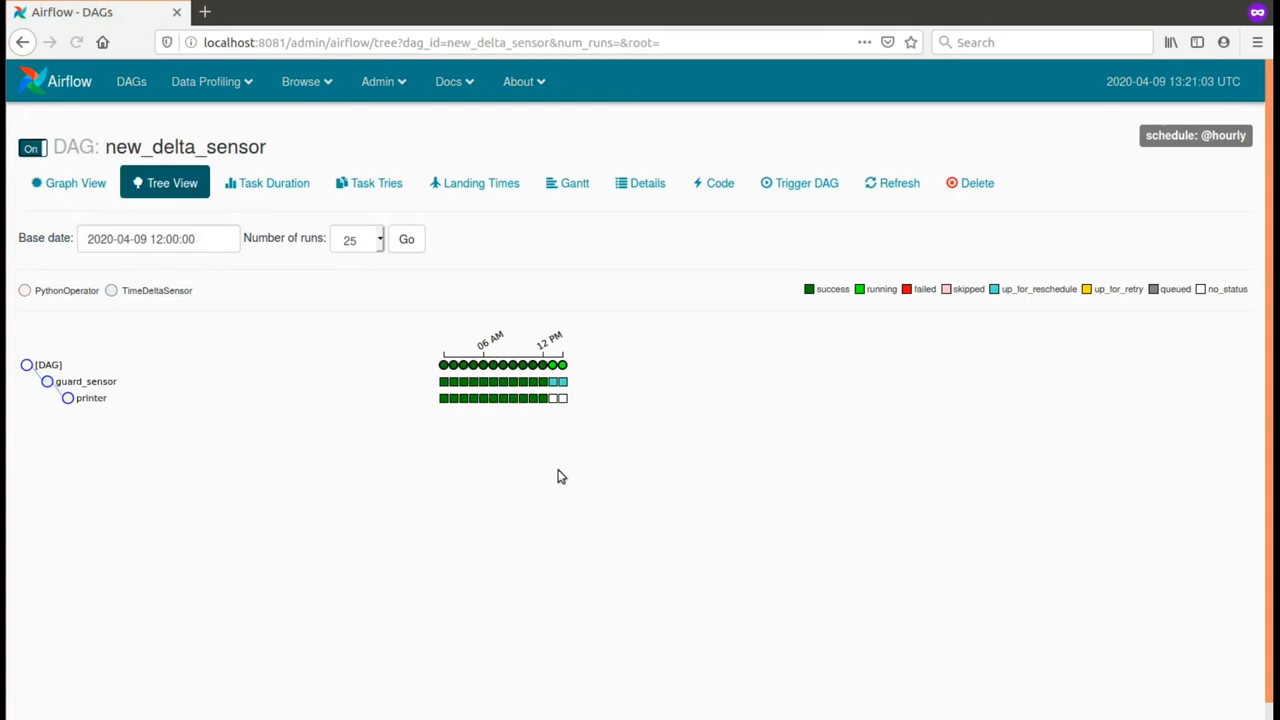 Airflow - DAGs
localhost:8081/admin/airflow/tree?dag_id=new_delta_sensor&num_runs=&root=
Search
Airflow DAGs Data Profiling Browse Admin Docs About 2020-04-09 13:21:03 UTC
schedule: @hourly
On DAG: new_delta_sensor
Graph View Tree View Task Duration Task Tries Landing Times Gantt Details Code Trigger DAG Refresh Delete
Base date: 2020-04-09 12:00:00 Number of runs: 25 Go
PythonOperator TimeDeltaSensor success running failed skipped up_for_reschedule up_for_retry queued no_status
06 AM 12 PM
[DAG]
guard_sensor
printer